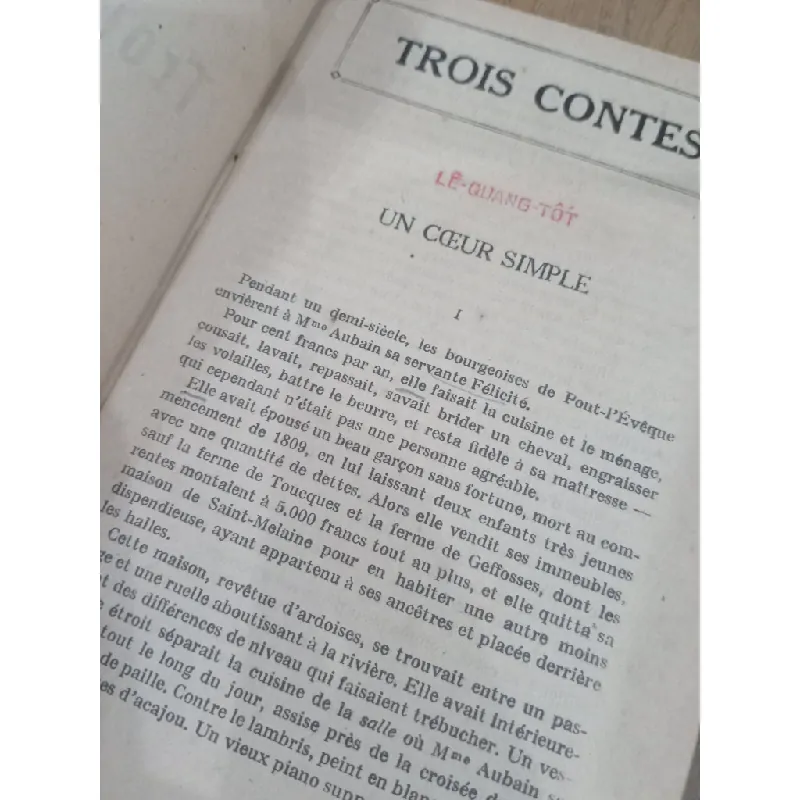 TROIS CONTES
LÊ-QUANG-TỐT
UN CŒUR SIMPLE
I
Pendant un demi-siècle, les bourgeoises de Pont-l'Évêque
envièrent à Mme Aubain sa servante Félicité.
Pour cent francs par an, elle faisait la cuisine et le ménage,
cousait, lavait, repassait, savait brider un cheval, engraisser
les volailles, battre le beurre, et resta fidèle à sa maîtresse —
qui cependant n'était pas une personne agréable.
Elle avait épousé un beau garçon sans fortune, mort au com-
mencement de 1809, en lui laissant deux enfants très jeunes
avec une quantité de dettes. Alors elle vendit ses immeubles,
sauf la ferme de Toucques et la ferme de Geffosses, dont les
rentes montaient à 5,000 francs tout au plus, et elle quitta sa
maison de Saint-Melaine pour en habiter une autre moins
dispendieuse, ayant appartenu à ses ancêtres et placée derrière
les halles.
Cette maison, revêtue d'ardoises, se trouvait entre un pas-
ge et une ruelle aboutissant à la rivière. Elle avait intérieure-
t des différences de niveau qui faisaient trébucher. Un ves-
e étroit séparait la cuisine de la salle où Mme Aubain s
tout le long du jour, assise près de la croisée d
de paille. Contre le lambris, peint en blanc
es d'acajou. Un vieux piano supp